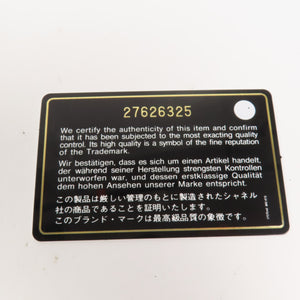 27626325
We certify the authenticity of this item and confirm
that it has been subjected to the most exacting quality
control. Its high quality is a symbol of the fine reputation
of the Trademark.
Wir bestätigen, dass es sich um einen Artikel handelt,
der während seiner Herstellung strengsten Kontrollen
unterworfen war, und dessen erstklassige Qualität
dem hohen Ansehen unserer Marke entspricht.
この製品は厳しい管理のもとに製造されたシャネル
社の商品であることを証明いたします。
このブランド・マークは最高級品質の象徴です。